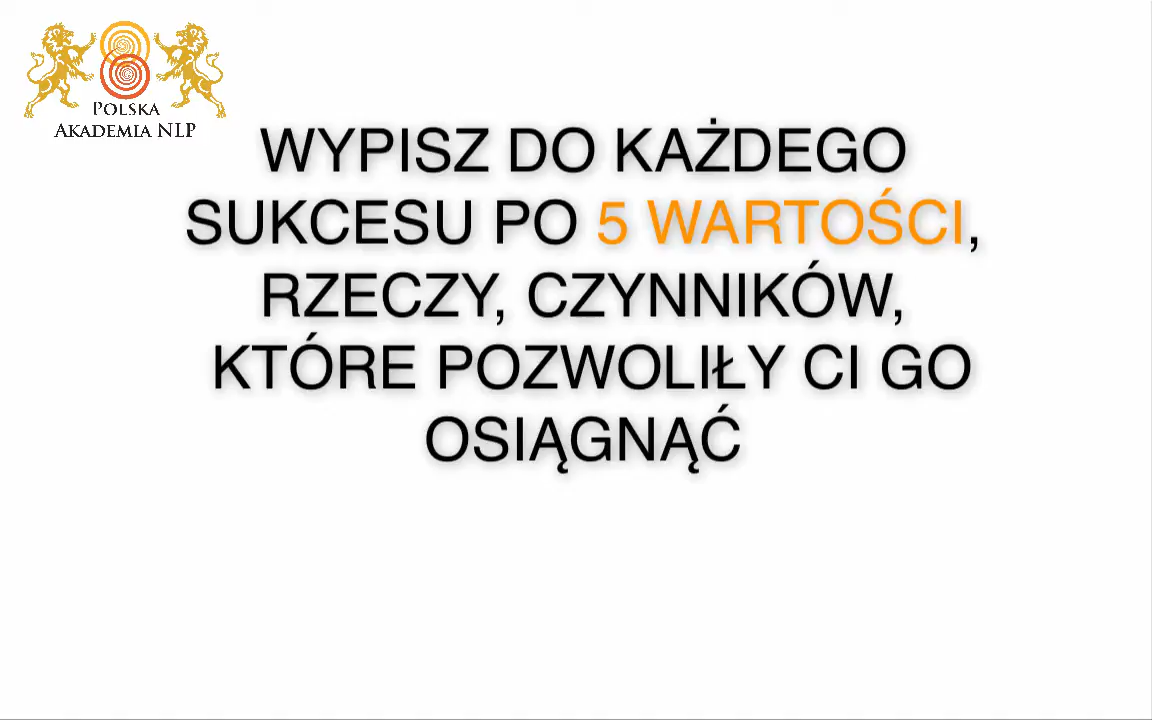 POLSKA
AKADEMIA NLP
WYPISZ DO KAŻDEGO
SUKCESU PO 5 WARTOŚCI,
RZECZY, CZYNNIKÓW,
KTÓRE POZWOLIŁY CI GO
OSIĄGNĄĆ